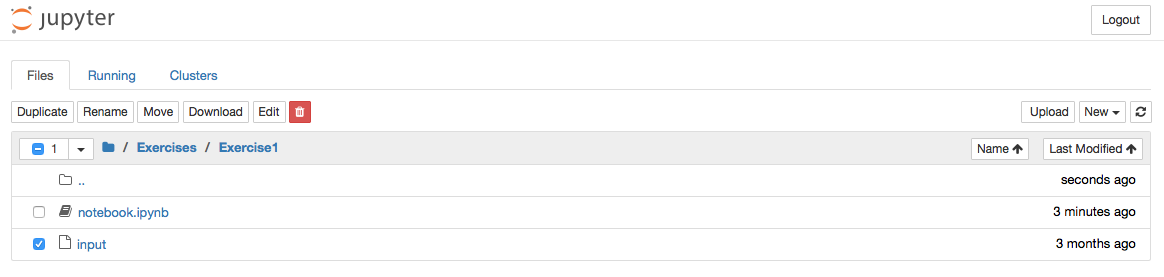 jupyter Logout
Files Running Clusters
Duplicate Rename Move Download Edit Upload New
1 / Exercises / Exercise1 Name Last Modified
.. seconds ago
notebook.ipynb 3 minutes ago
input 3 months ago